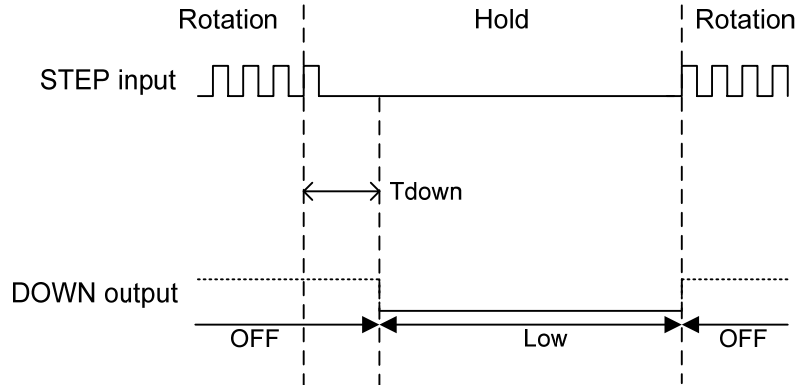 Rotation Hold Rotation
STEP input
Tdown
DOWN output
OFF Low OFF